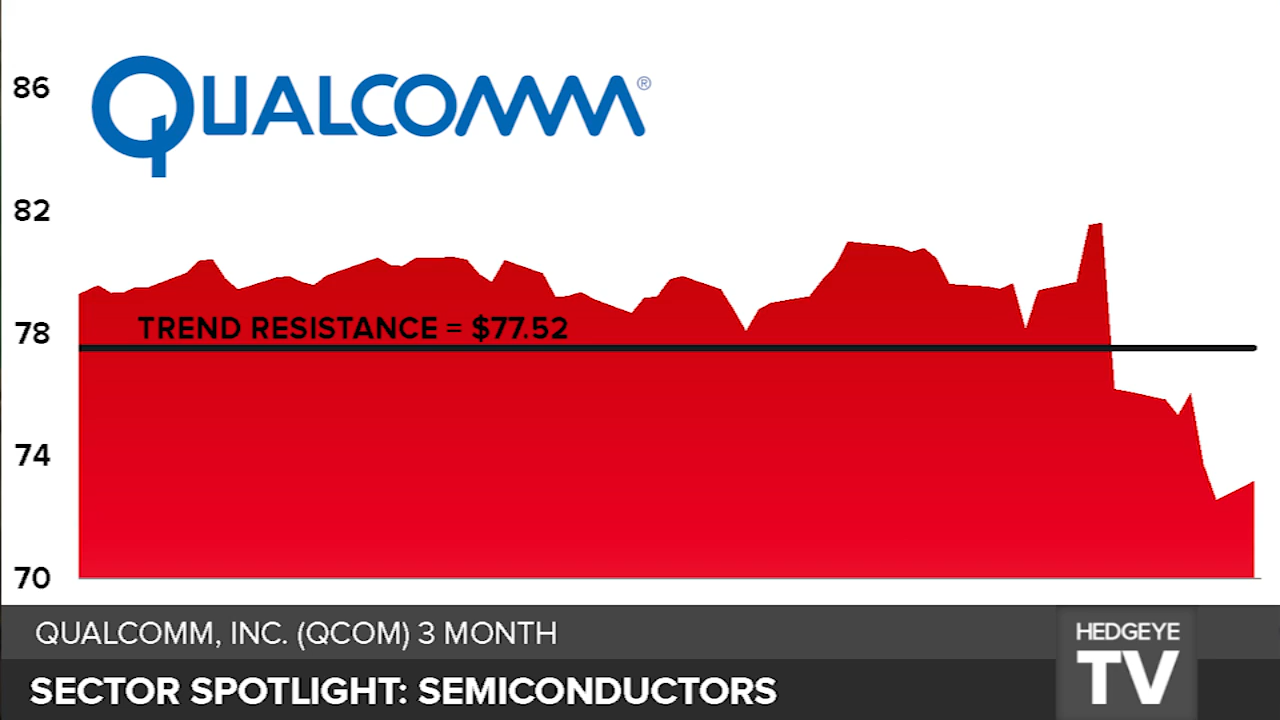 86
QUALCOMM®
82
78
TREND RESISTANCE = $77.52
74
70
QUALCOMM, INC. (QCOM) 3 MONTH
HEDGEYE
TV
SECTOR SPOTLIGHT: SEMICONDUCTORS